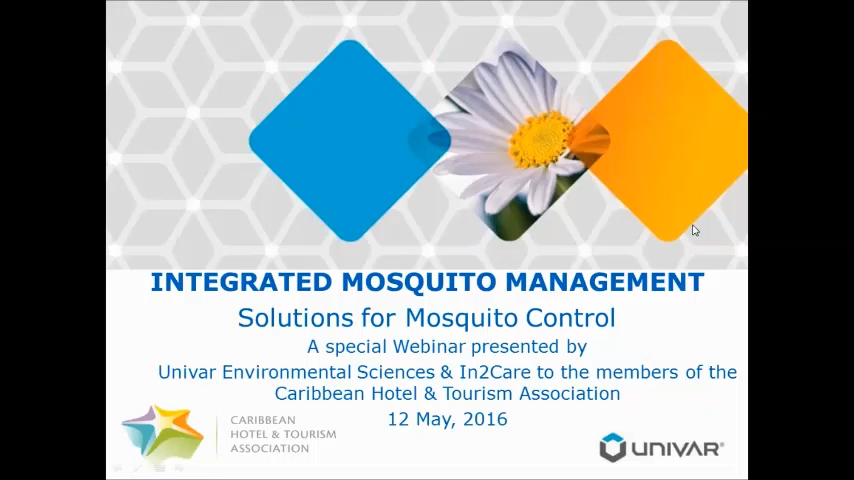 INTEGRATED MOSQUITO MANAGEMENT
Solutions for Mosquito Control
A special Webinar presented by
Univar Environmental Sciences & In2Care to the members of the
Caribbean Hotel & Tourism Association
12 May, 2016
CARIBBEAN
HOTEL & TOURISM
ASSOCIATION
UNIVAR®